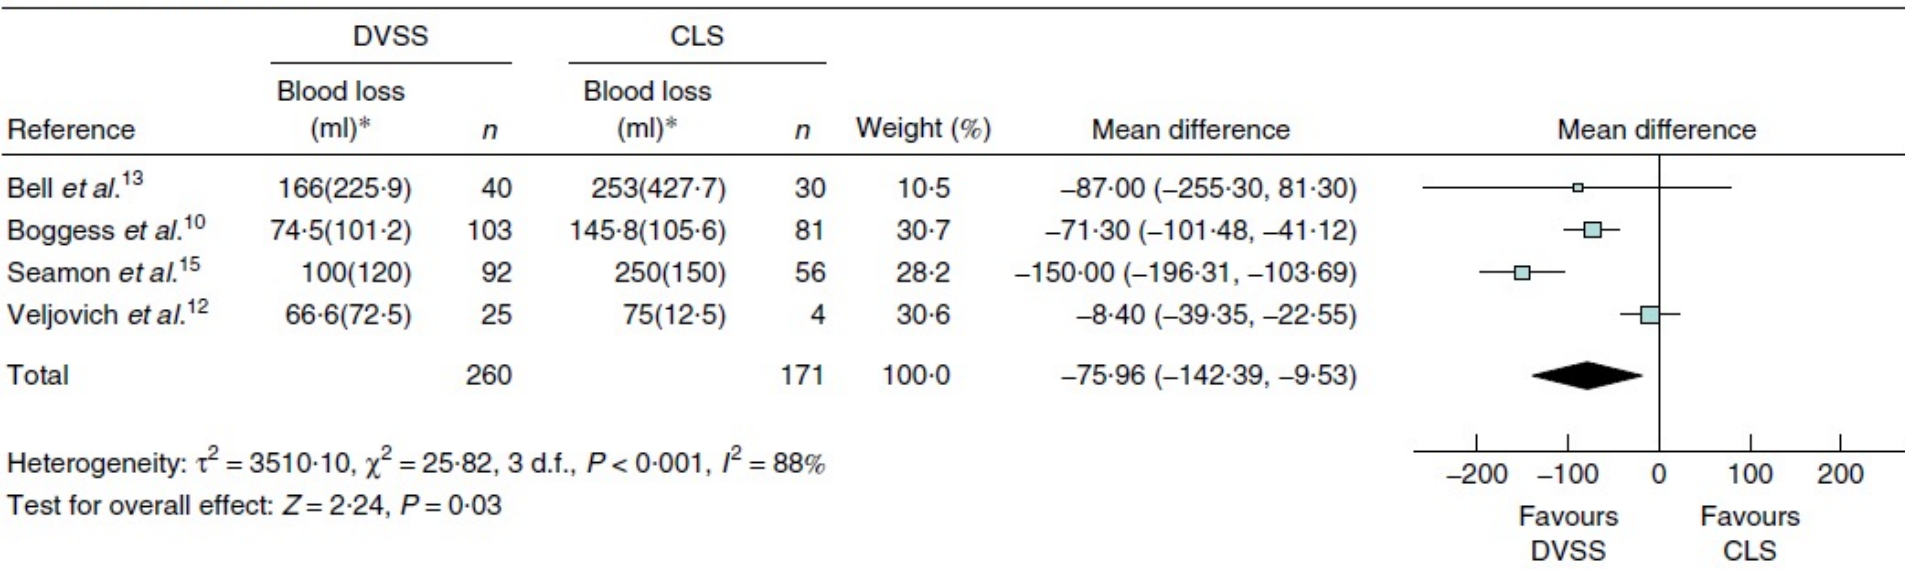 DVSS CLS
Blood loss Blood loss
Reference (ml)* n (ml)* n Weight (%) Mean difference Mean difference
Bell et al.13 166(225·9) 40 253(427·7) 30 10·5 –87·00 (–255·30, 81·30)
Boggess et al.10 74·5(101·2) 103 145·8(105·6) 81 30·7 –71·30 (–101·48, –41·12)
Seamon et al.15 100(120) 92 250(150) 56 28·2 –150·00 (–196·31, –103·69)
Veljovich et al.12 66·6(72·5) 25 75(12·5) 4 30·6 –8·40 (–39·35, –22·55)
Total 260 171 100·0 –75·96 (–142·39, –9·53)
Heterogeneity: τ2 = 3510·10, χ2 = 25·82, 3 d.f., P < 0·001, I2 = 88%
–200 –100 0 100 200
Test for overall effect: Z = 2·24, P = 0·03
Favours Favours
DVSS CLS